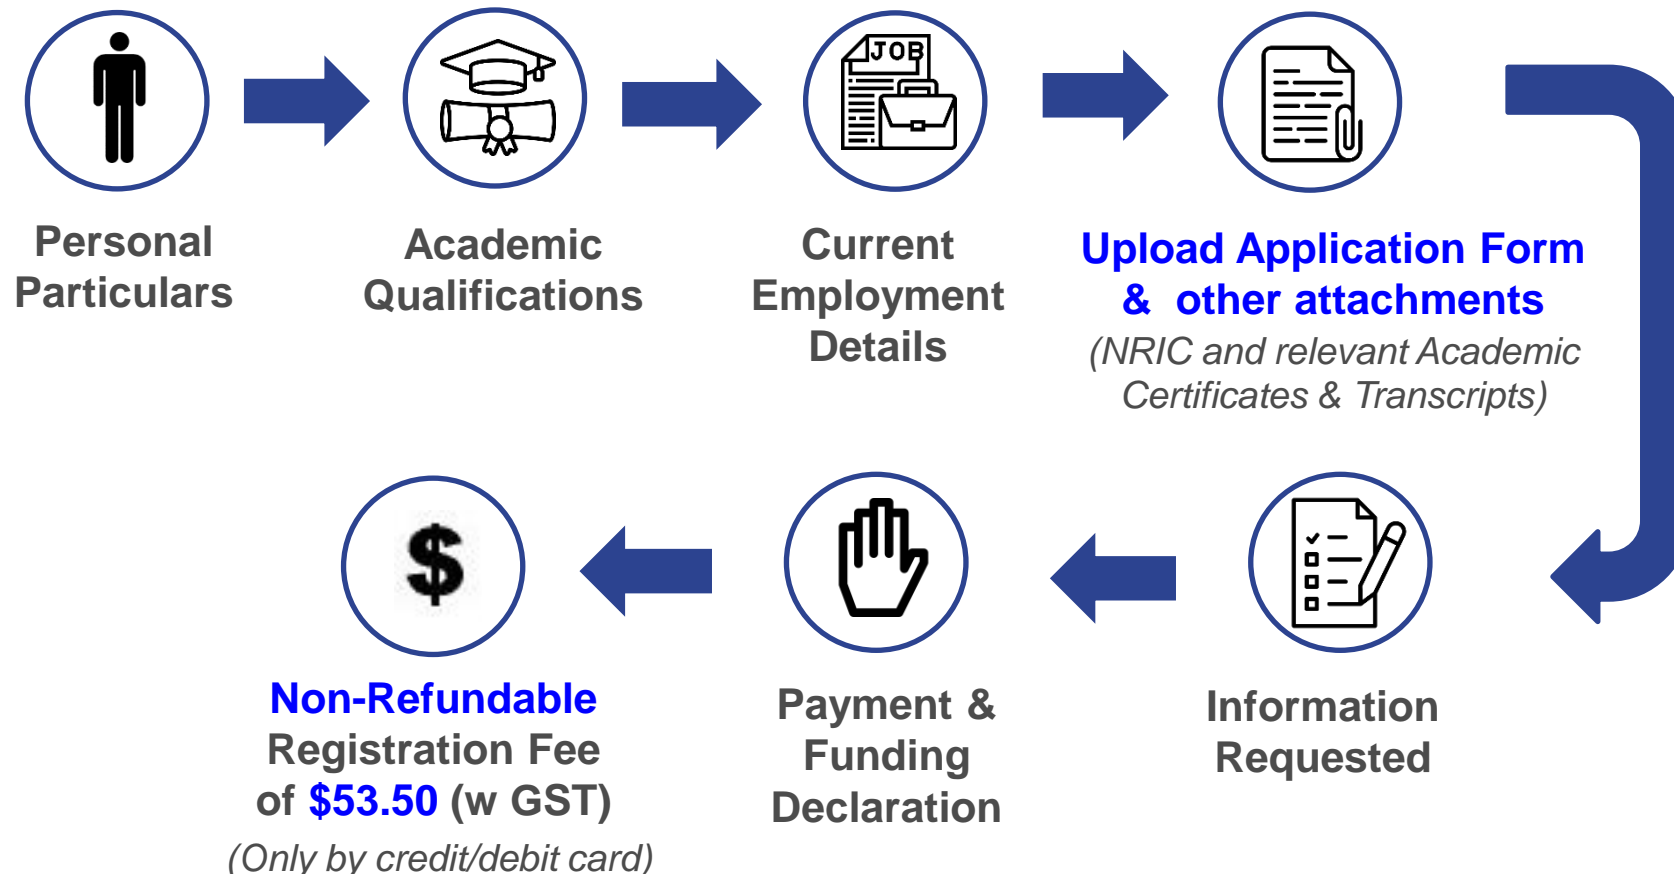 Personal
Particulars
Academic
Qualifications
JOB
Current
Employment
Details
Upload Application Form
& other attachments
(NRIC and relevant Academic
Certificates & Transcripts)
Information
Requested
Payment &
Funding
Declaration
$
Non-Refundable
Registration Fee
of $53.50 (w GST)
(Only by credit/debit card)